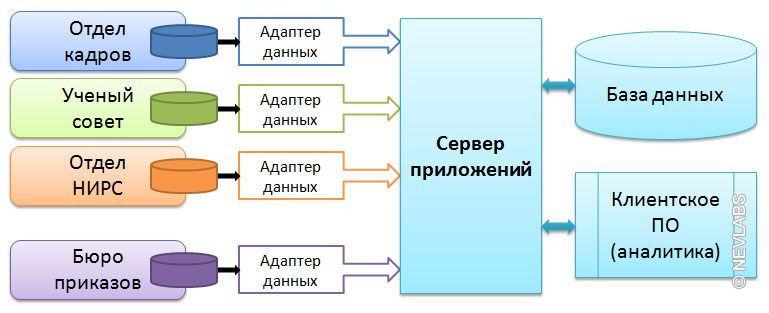 Отдел
кадров
Адаптер
данных
Ученый
совет
Адаптер
данных
Отдел
НИРС
Адаптер
данных
Бюро
приказов
Адаптер
данных
Сервер
приложений
База данных
Клиентское
ПО
(аналитика)
© NEVLABS